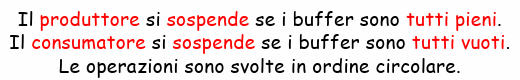 Il produttore si sospende se i buffer sono tutti pieni.
Il consumatore si sospende se i buffer sono tutti vuoti.
Le operazioni sono svolte in ordine circolare.